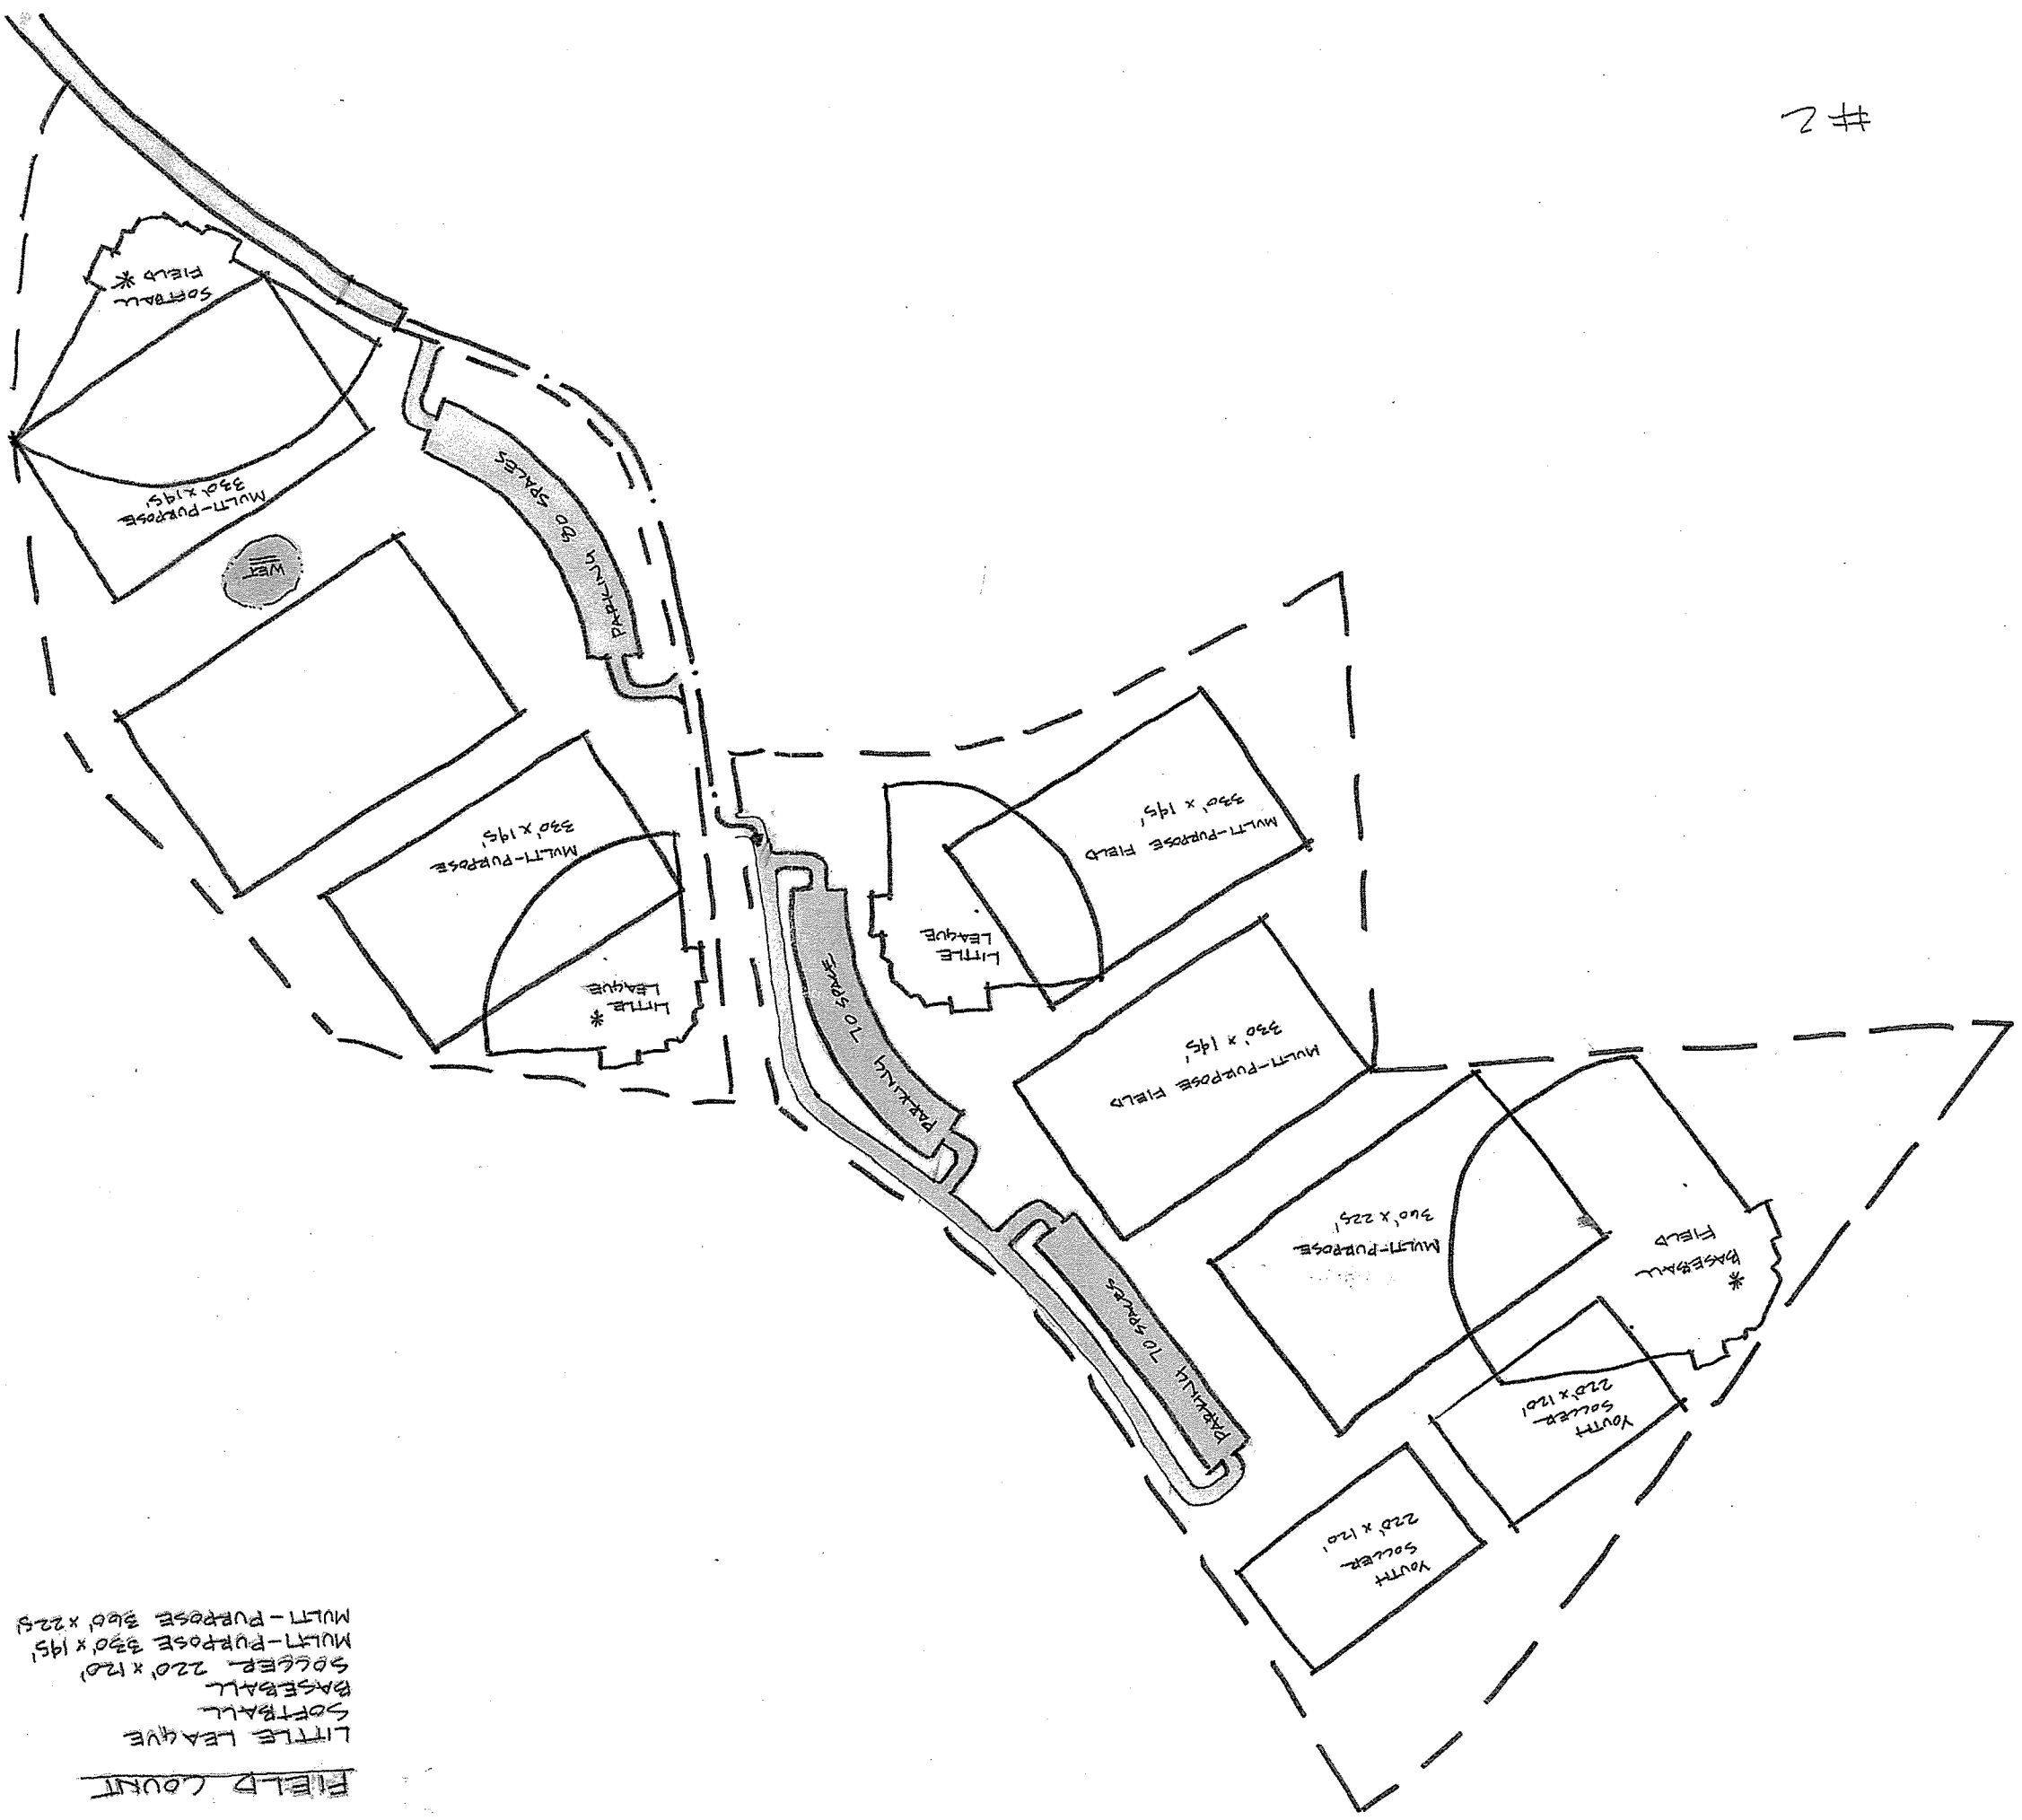 FIELD COUNT
LITTLE LEAGUE
SOFTBALL
BASEBALL
SOCCER 220' x 120'
MULTI-PURPOSE 330' x 195'
MULTI-PURPOSE 360' x 225'
YOUTH
SOCCER
220' x 120'
YOUTH
SOCCER
220' x 120'
PARKING 70 SPACES
*
BASEBALL
FIELD
MULTI-PURPOSE
360' x 225'
PARKING 70 SPACE
MULTI-PURPOSE FIELD
330' x 195'
*
LITTLE
LEAGUE
LITTLE
LEAGUE
MULTI-PURPOSE FIELD
330' x 195'
MULTI-PURPOSE
330' x 195'
PARKING 80 SPACES
WET
MULTI-PURPOSE
330' x 195'
SOFTBALL
FIELD *
#2